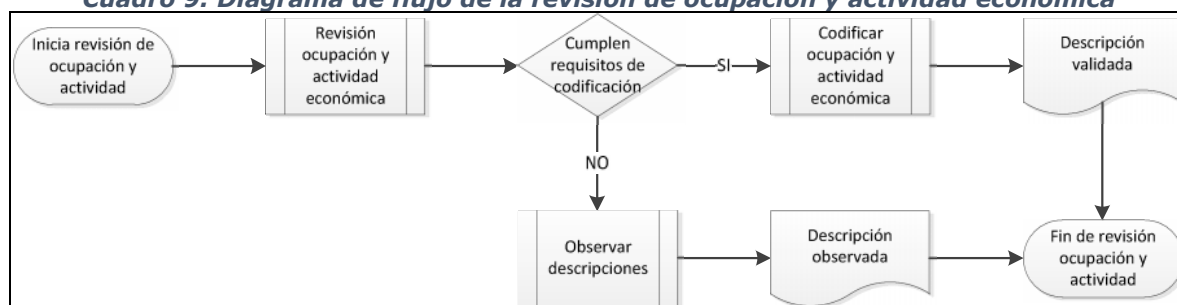 Cuadro 9. Diagrama de flujo de la revisión de ocupación y actividad económica
Inicia revisión de
ocupación y
actividad
Revisión
ocupación y
actividad
económica
Cumplen
requisitos de
codificación
SI
Codificar
ocupación y
actividad
económica
Descripción
validada
NO
Observar
descripciones
Descripción
observada
Fin de revisión
ocupación y
actividad